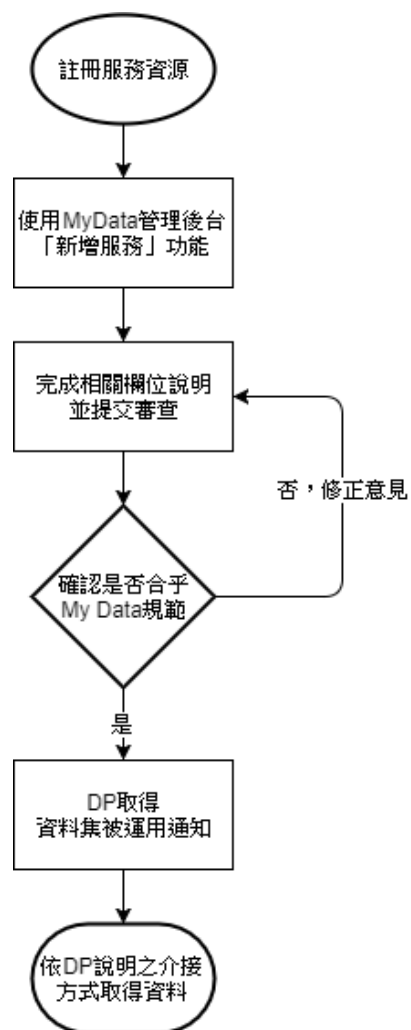 註冊服務資源
使用MyData管理後台
「新增服務」功能
完成相關欄位說明
並提交審查
否，修正意見
確認是否合乎
My Data規範
是
DP取得
資料集被運用通知
依DP說明之介接
方式取得資料